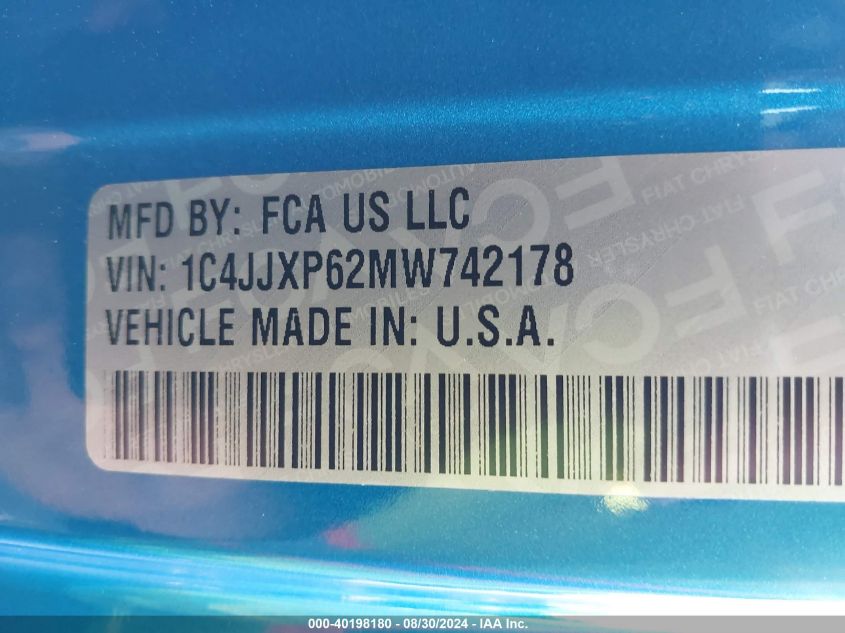 MFD BY: FCA US LLC
VIN: 1C4JJXP62MW742178
VEHICLE MADE IN: U.S.A.
000-40198180 - 08/30/2024 - IAA Inc.